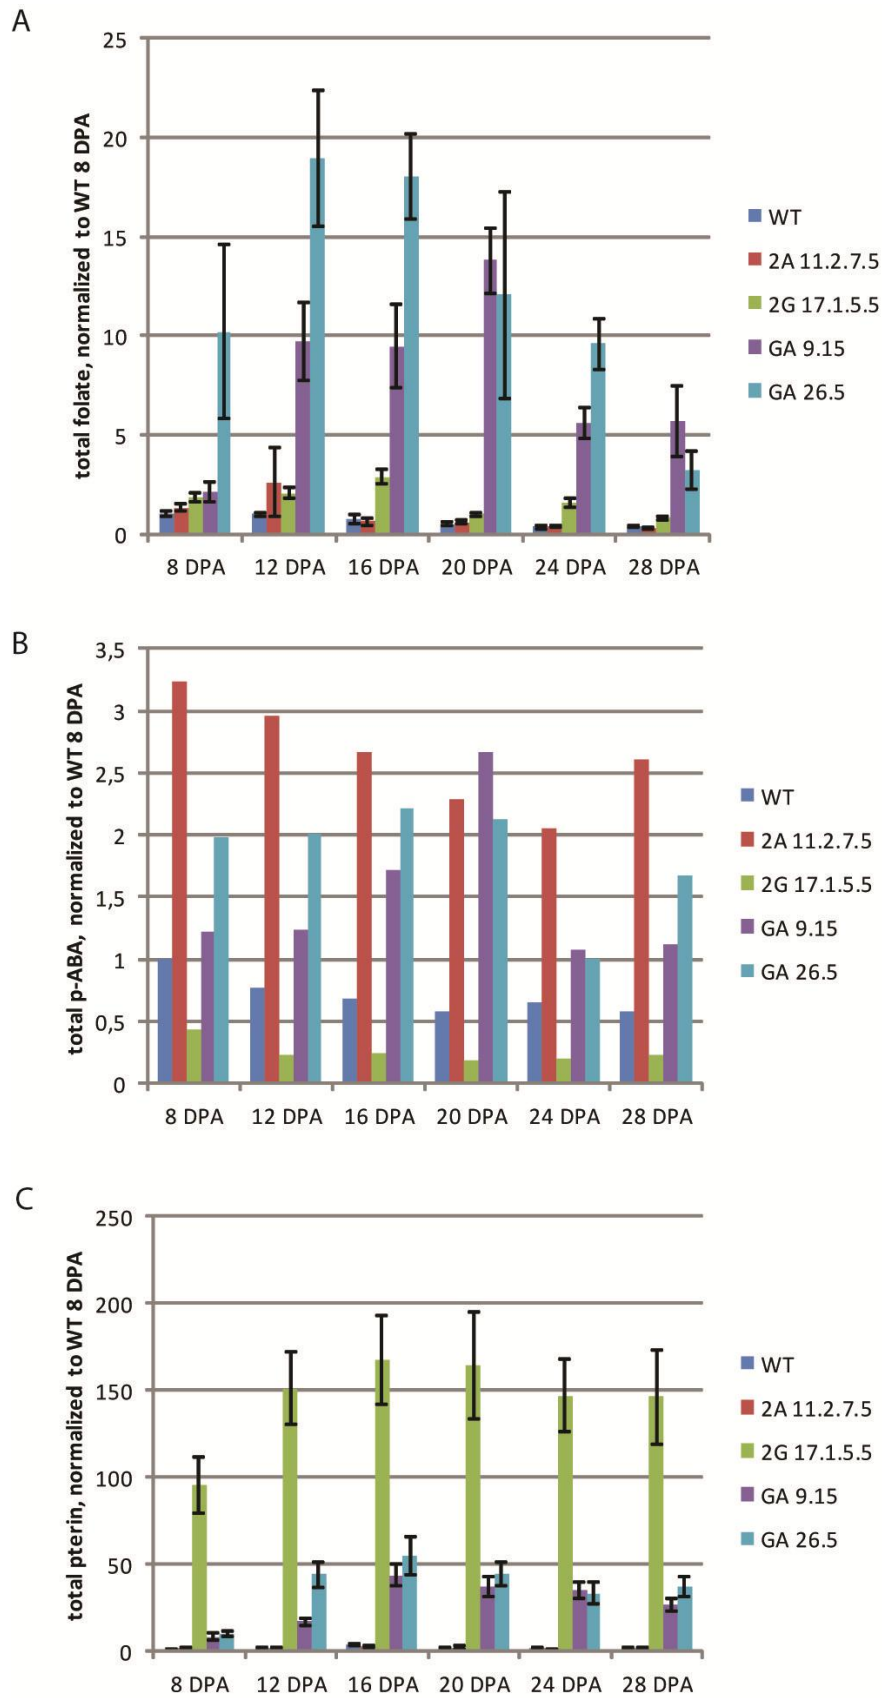 A
total folate, normalized to WT 8 DPA
25
20
15
10
5
0
8 DPA 12 DPA 16 DPA 20 DPA 24 DPA 28 DPA
WT
2A 11.2.7.5
2G 17.1.5.5
GA 9.15
GA 26.5
B
total p-ABA, normalized to WT 8 DPA
3,5
3
2,5
2
1,5
1
0,5
0
8 DPA 12 DPA 16 DPA 20 DPA 24 DPA 28 DPA
WT
2A 11.2.7.5
2G 17.1.5.5
GA 9.15
GA 26.5
C
total pterin, normalized to WT 8 DPA
250
200
150
100
50
0
8 DPA 12 DPA 16 DPA 20 DPA 24 DPA 28 DPA
WT
2A 11.2.7.5
2G 17.1.5.5
GA 9.15
GA 26.5